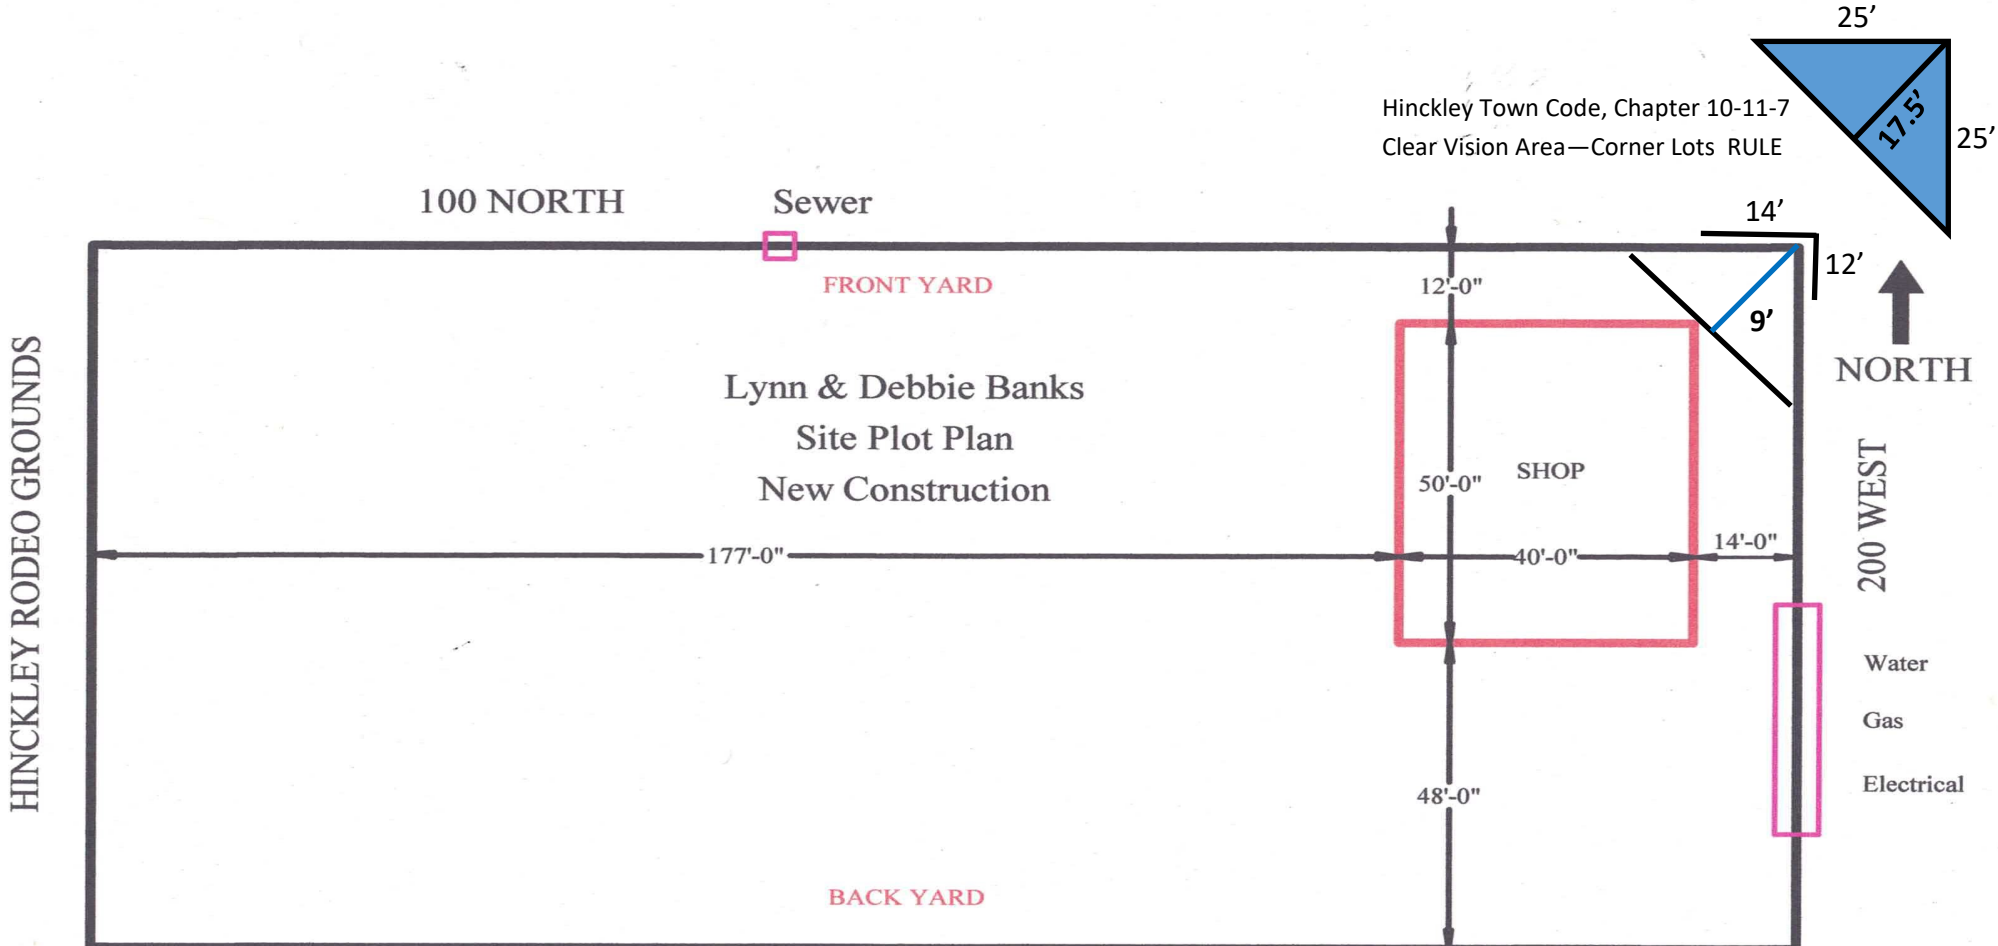 25’
Hinckley Town Code, Chapter 10-11-7
Clear Vision Area—Corner Lots RULE
17.5’
25’
100 NORTH
Sewer
14’
12’
FRONT YARD
12'-0"
9’
NORTH
HINCKLEY RODEO GROUNDS
Lynn & Debbie Banks
Site Plot Plan
New Construction
SHOP
50'-0"
200 WEST
177'-0"
40'-0"
14'-0"
Water
Gas
Electrical
48'-0"
BACK YARD